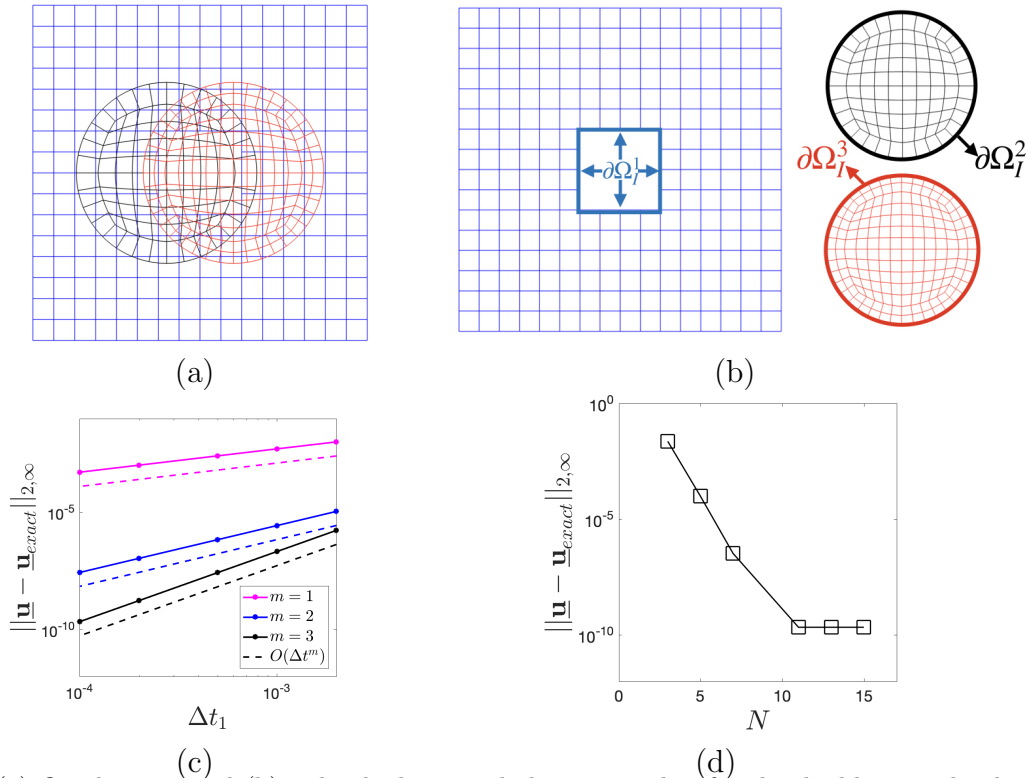 ∂Ω_I^1
∂Ω_I^3
∂Ω_I^2
(a)
(b)
||u − u_exact||_{2,∞}
10^-5
10^-10
10^-4
10^-3
m = 1
m = 2
m = 3
O(Δt^m)
Δt_1
(c)
||u − u_exact||_{2,∞}
10^0
10^-5
10^-10
0
5
10
15
N
(d)